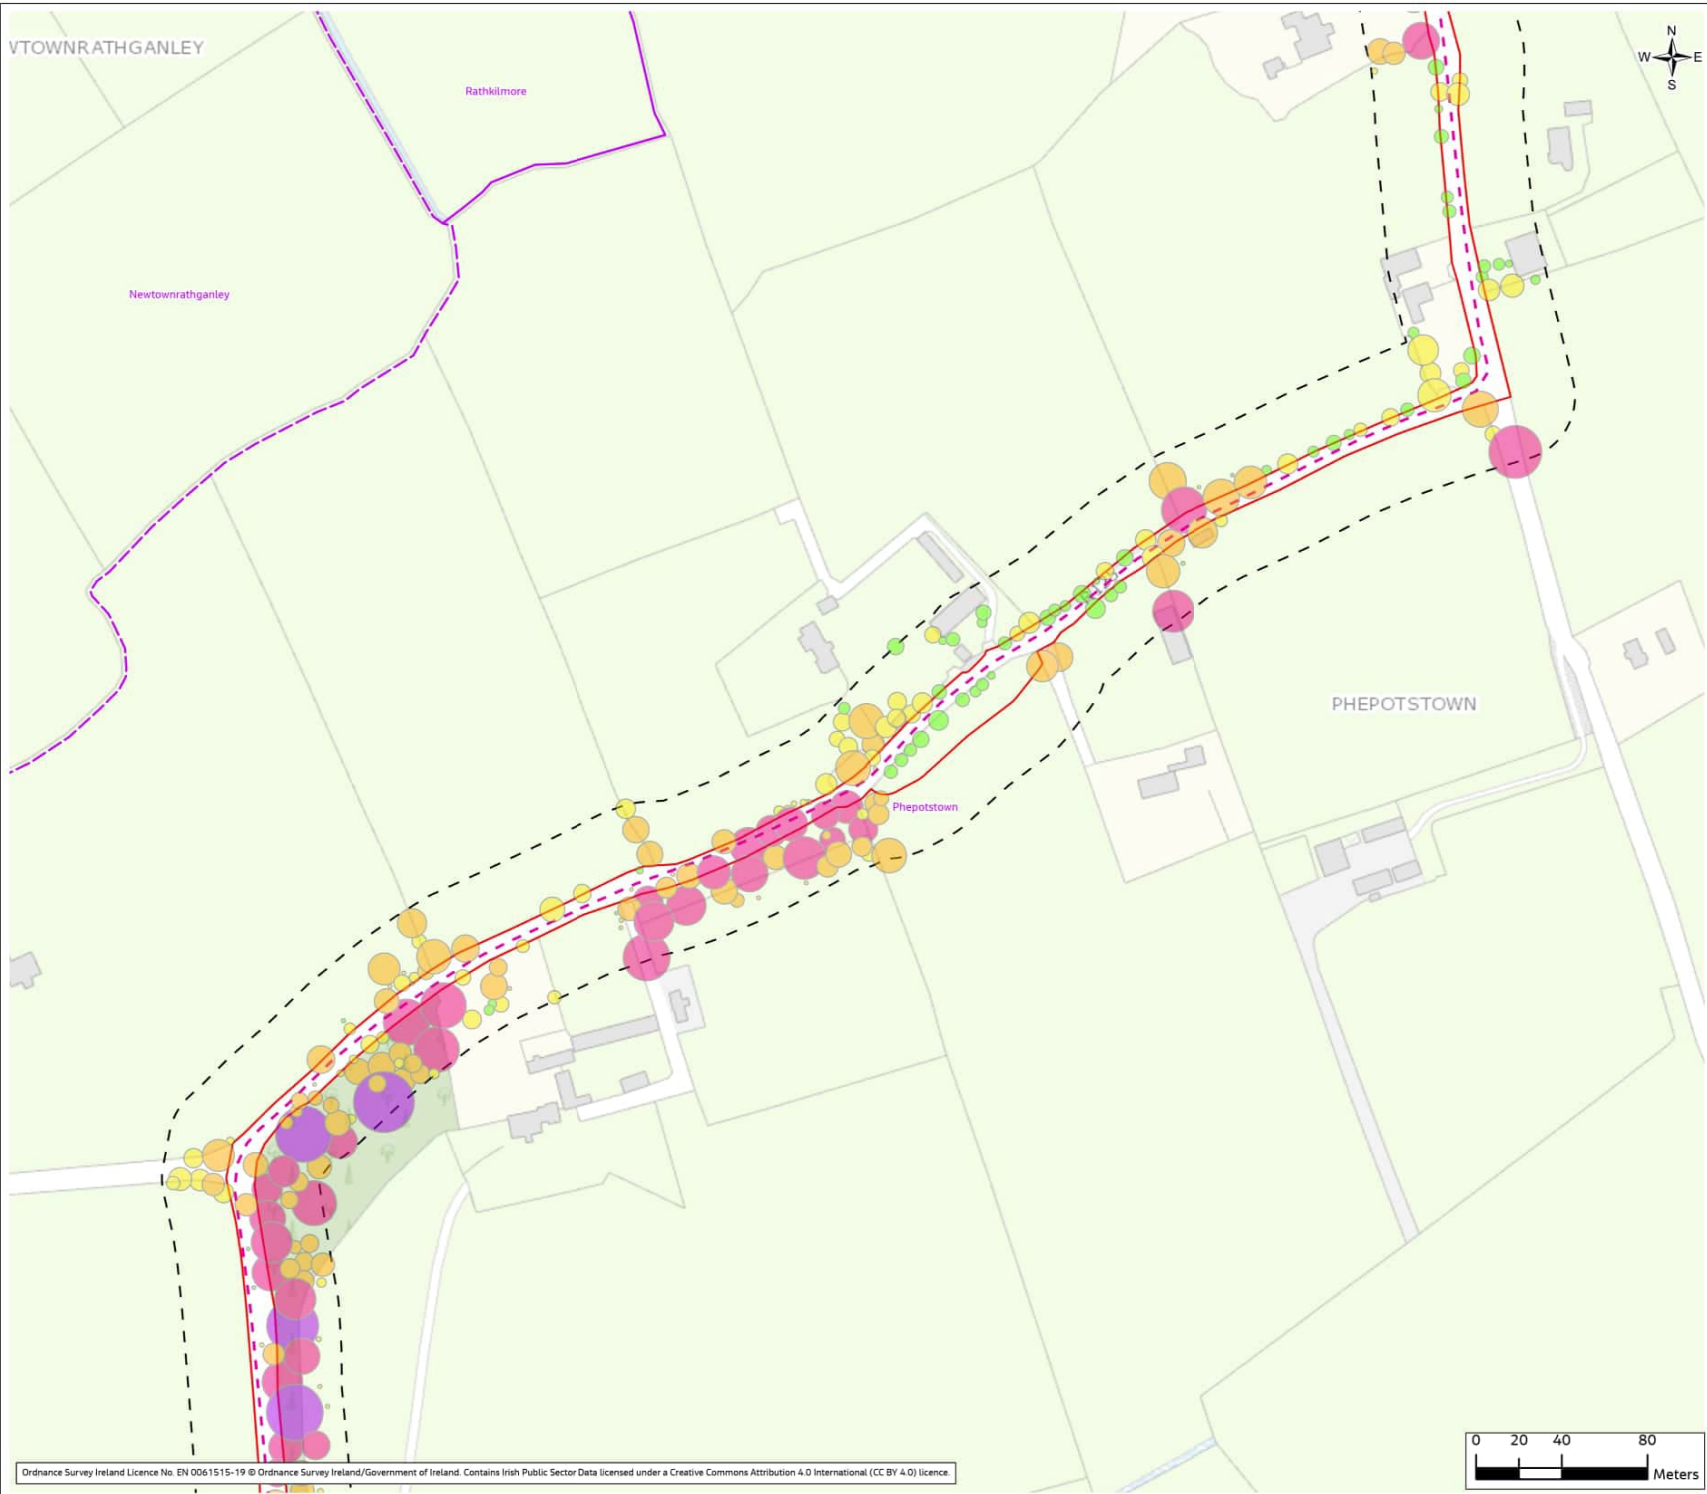 WTOWNRATHGANLEY
Rathkilmore
N
W E
S
Newtownrathganley
PHEPOTSTOWN
Phepotstown
0 20 40 80
Meters
Ordnance Survey Ireland Licence No. EN 0061515-19 © Ordnance Survey Ireland/Government of Ireland. Contains Irish Public Sector Data licensed under a Creative Commons Attribution 4.0 International (CC BY 4.0) licence.